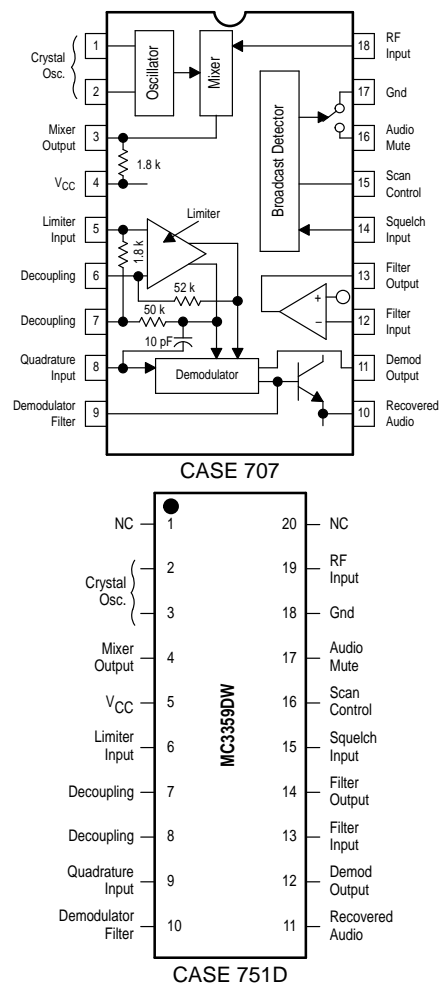 1
Crystal
Osc.
2
Mixer
Output
3
1.8 k
VCC
4
Limiter
Input
5
Decoupling
6
Decoupling
7
Quadrature
Input
8
Demodulator
Filter
9
Oscillator
Mixer
Limiter
1.8 k
52 k
50 k
10 pF
Demodulator
Broadcast Detector
+
–
18
RF
Input
17
Gnd
16
Audio
Mute
15
Scan
Control
14
Squelch
Input
13
Filter
Output
12
Filter
Input
11
Demod
Output
10
Recovered
Audio
CASE 707
NC
1
Crystal
Osc.
2
3
Mixer
Output
4
VCC
5
Limiter
Input
6
Decoupling
7
Decoupling
8
Quadrature
Input
9
Demodulator
Filter
10
MC3359DW
20
NC
19
RF
Input
18
Gnd
17
Audio
Mute
16
Scan
Control
15
Squelch
Input
14
Filter
Output
13
Filter
Input
12
Demod
Output
11
Recovered
Audio
CASE 751D